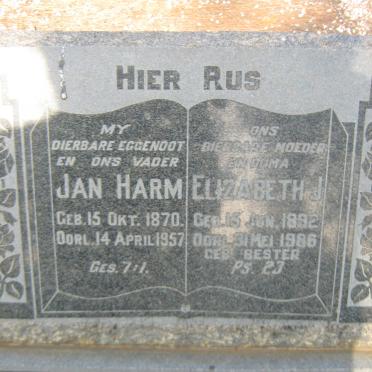 HIER RUS
MY
DIERBARE EGGENOOT
EN ONS VADER
JAN HARM
GEB. 15 OKT. 1870.
OORL. 14 APRIL 1957
GES. 7:1.
ONS
DIERBARE MOEDER
EN OUMA
ELIZABETH J.
GEB. 15 JUN. 1892
OORL. 31 MEI 1986
GEB. BESTER
PS. 23